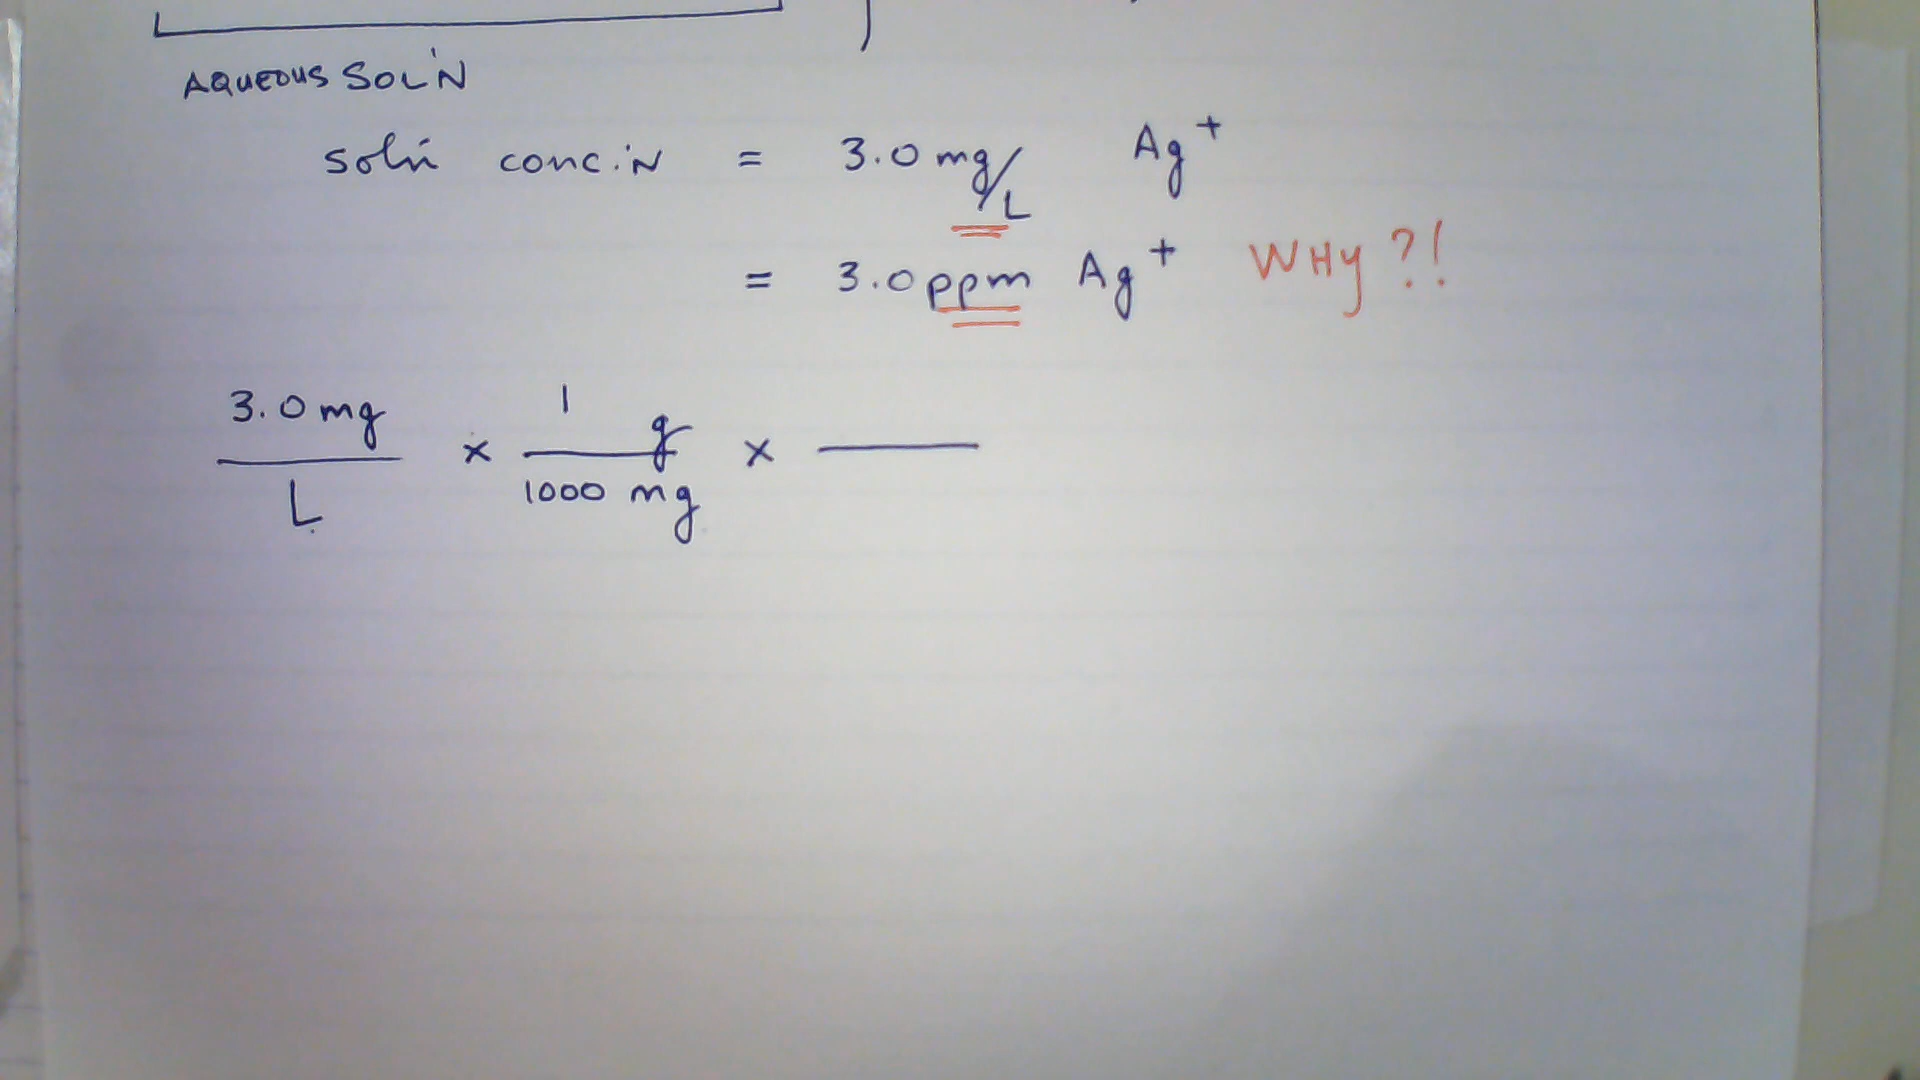 AQUEOUS SOL'N
soln conc.'N = 3.0 mg/L Ag+
= 3.0 ppm Ag+ WHY ?!
3.0 mg / L × 1 g / 1000 mg ×